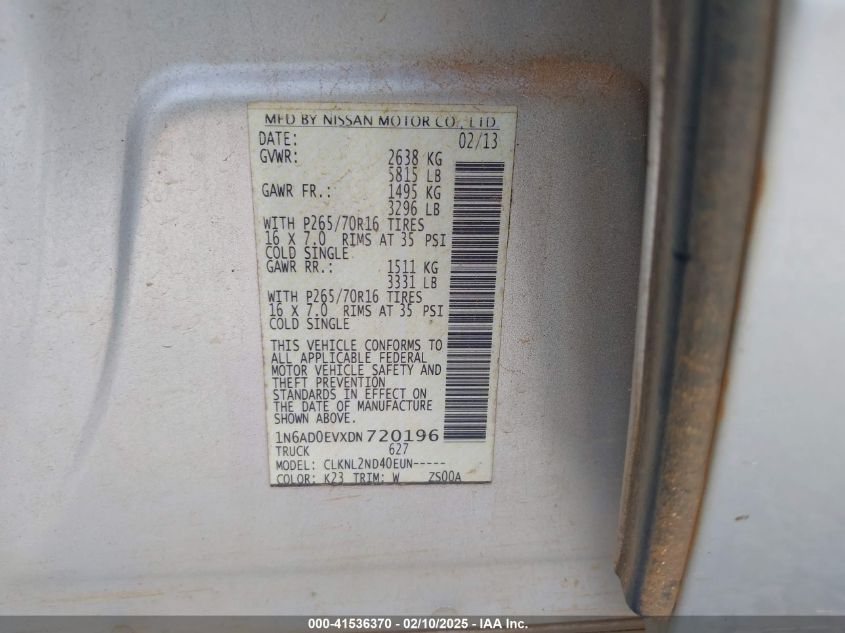 MFD BY NISSAN MOTOR CO., LTD.
DATE: 02/13
GVWR: 2638 KG
5815 LB
GAWR FR.: 1495 KG
3296 LB
WITH P265/70R16 TIRES
16 X 7.0 RIMS AT 35 PSI
COLD SINGLE
GAWR RR.: 1511 KG
3331 LB
WITH P265/70R16 TIRES
16 X 7.0 RIMS AT 35 PSI
COLD SINGLE
THIS VEHICLE CONFORMS TO
ALL APPLICABLE FEDERAL
MOTOR VEHICLE SAFETY AND
THEFT PREVENTION
STANDARDS IN EFFECT ON
THE DATE OF MANUFACTURE
SHOWN ABOVE.
1N6AD0EVXDN720196
TRUCK 627
MODEL: CLKNL2ND40EUN-----
COLOR: K23 TRIM: W ZS00A
000-41536370 - 02/10/2025 - IAA Inc.